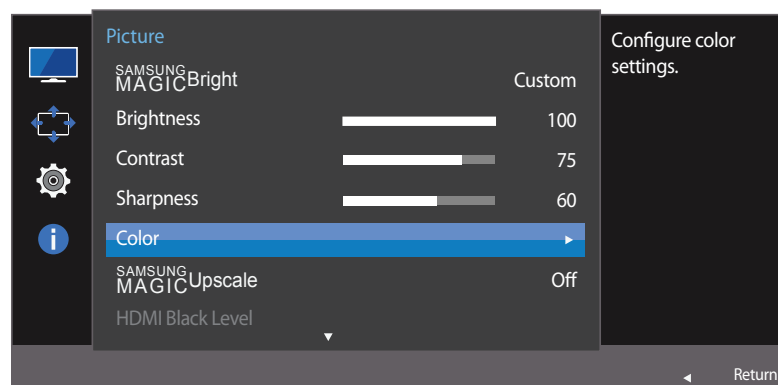 Picture
SAMSUNG MAGIC Bright Custom
Brightness 100
Contrast 75
Sharpness 60
Color
SAMSUNG MAGIC Upscale Off
HDMI Black Level
Configure color
settings.
Return